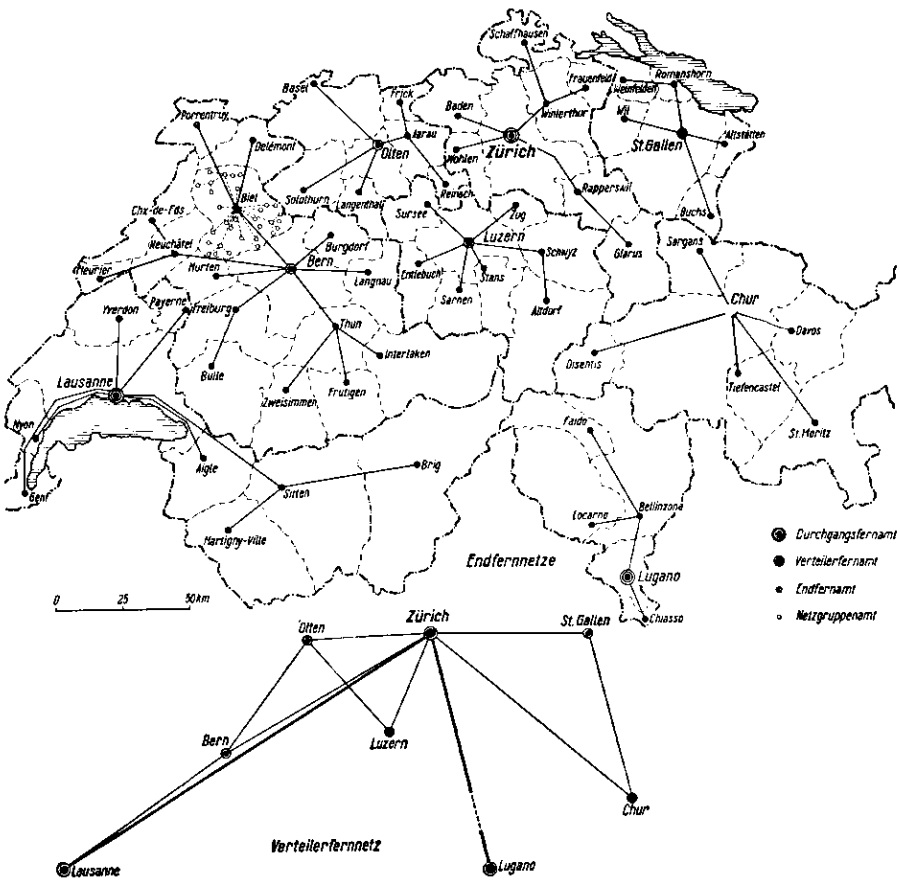 Schaffhausen
Basel
Frick
Baden
Frauenfeld
Weinfelden
Romanshorn
Porrentruy
Delémont
Olten
Aarau
Wohlen
Zürich
Winterthur
Wil
St.Gallen
Altstätten
Biel
Solothurn
Langenthal
Reinach
Rapperswil
Buchs
Chx-de-Fds
Neuchâtel
Sursee
Zug
Luzern
Glarus
Sargans
Fleurier
Murten
Burgdorf
Bern
Langnau
Entlebuch
Stans
Schwyz
Sarnen
Altdorf
Chur
Yverdon
Payerne
Freiburg
Thun
Interlaken
Disentis
Davos
Tiefencastel
Lausanne
Bulle
Zweisimmen
Frutigen
St.Moritz
Nyon
Aigle
Sitten
Brig
Faido
Genf
Martigny-Ville
Locarno
Bellinzona
Endfernnetze
Lugano
Chiasso
Durchgangsfernamt
Verteilerfernamt
Endfernamt
Netzgruppenamt
0 25 50km
Olten
Zürich
St.Gallen
Bern
Luzern
Chur
Verteilerfernnetz
Lausanne
Lugano